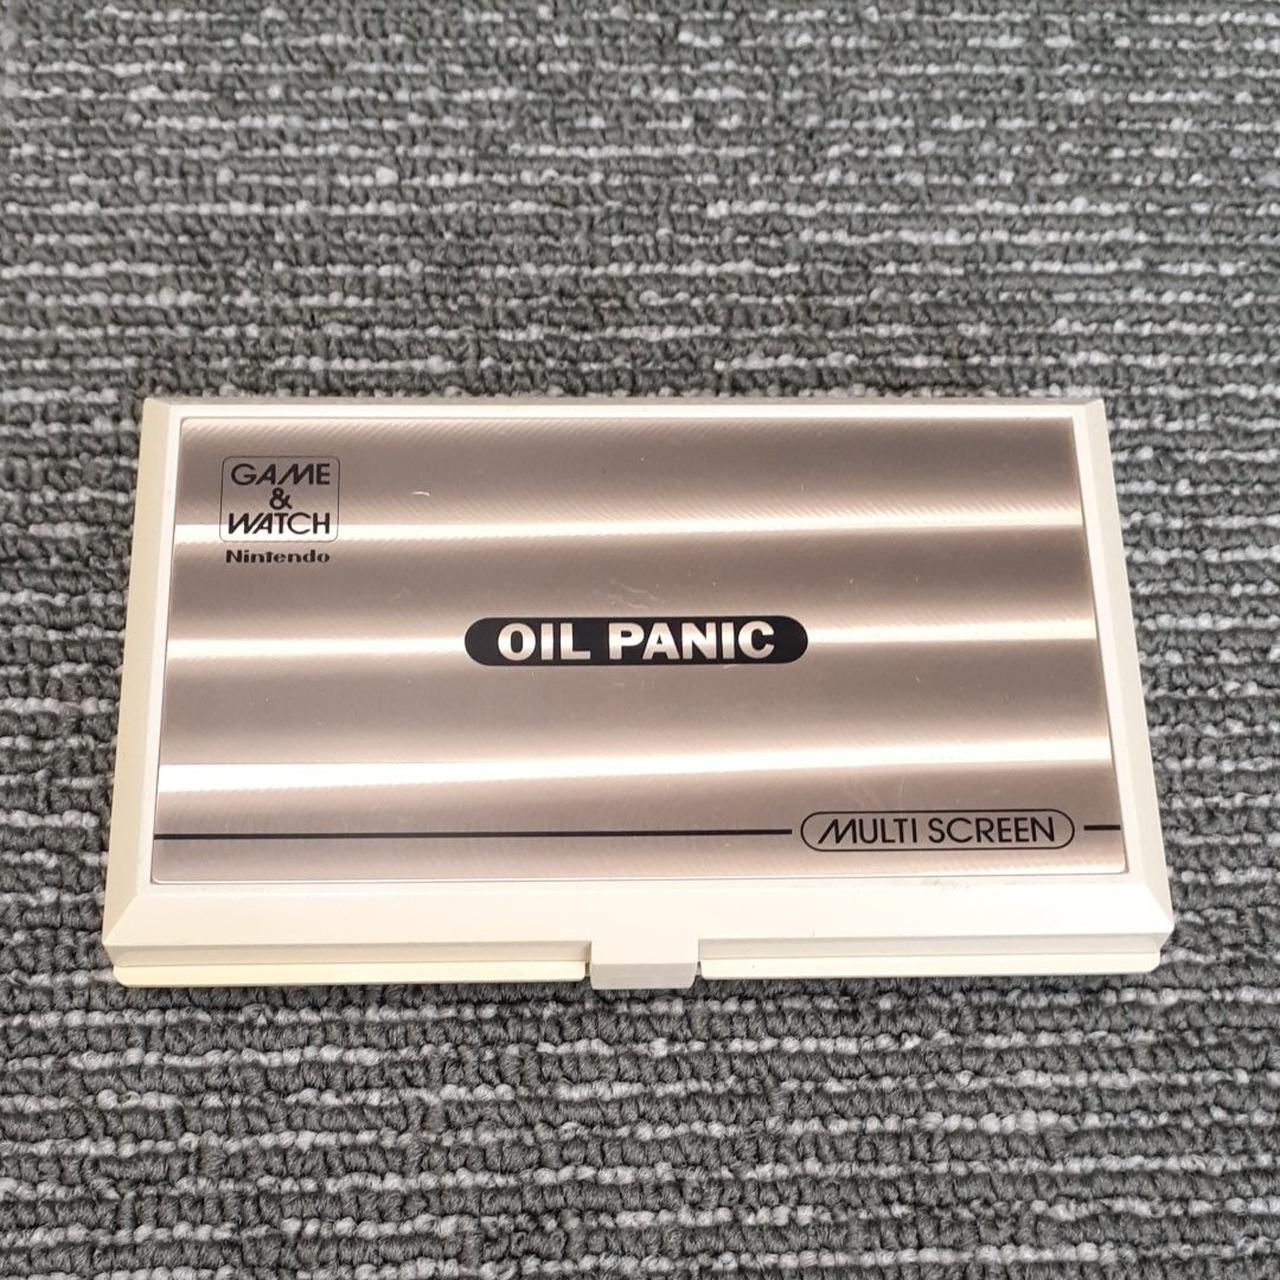 GAME
&
WATCH
Nintendo
OIL PANIC
MULTI SCREEN